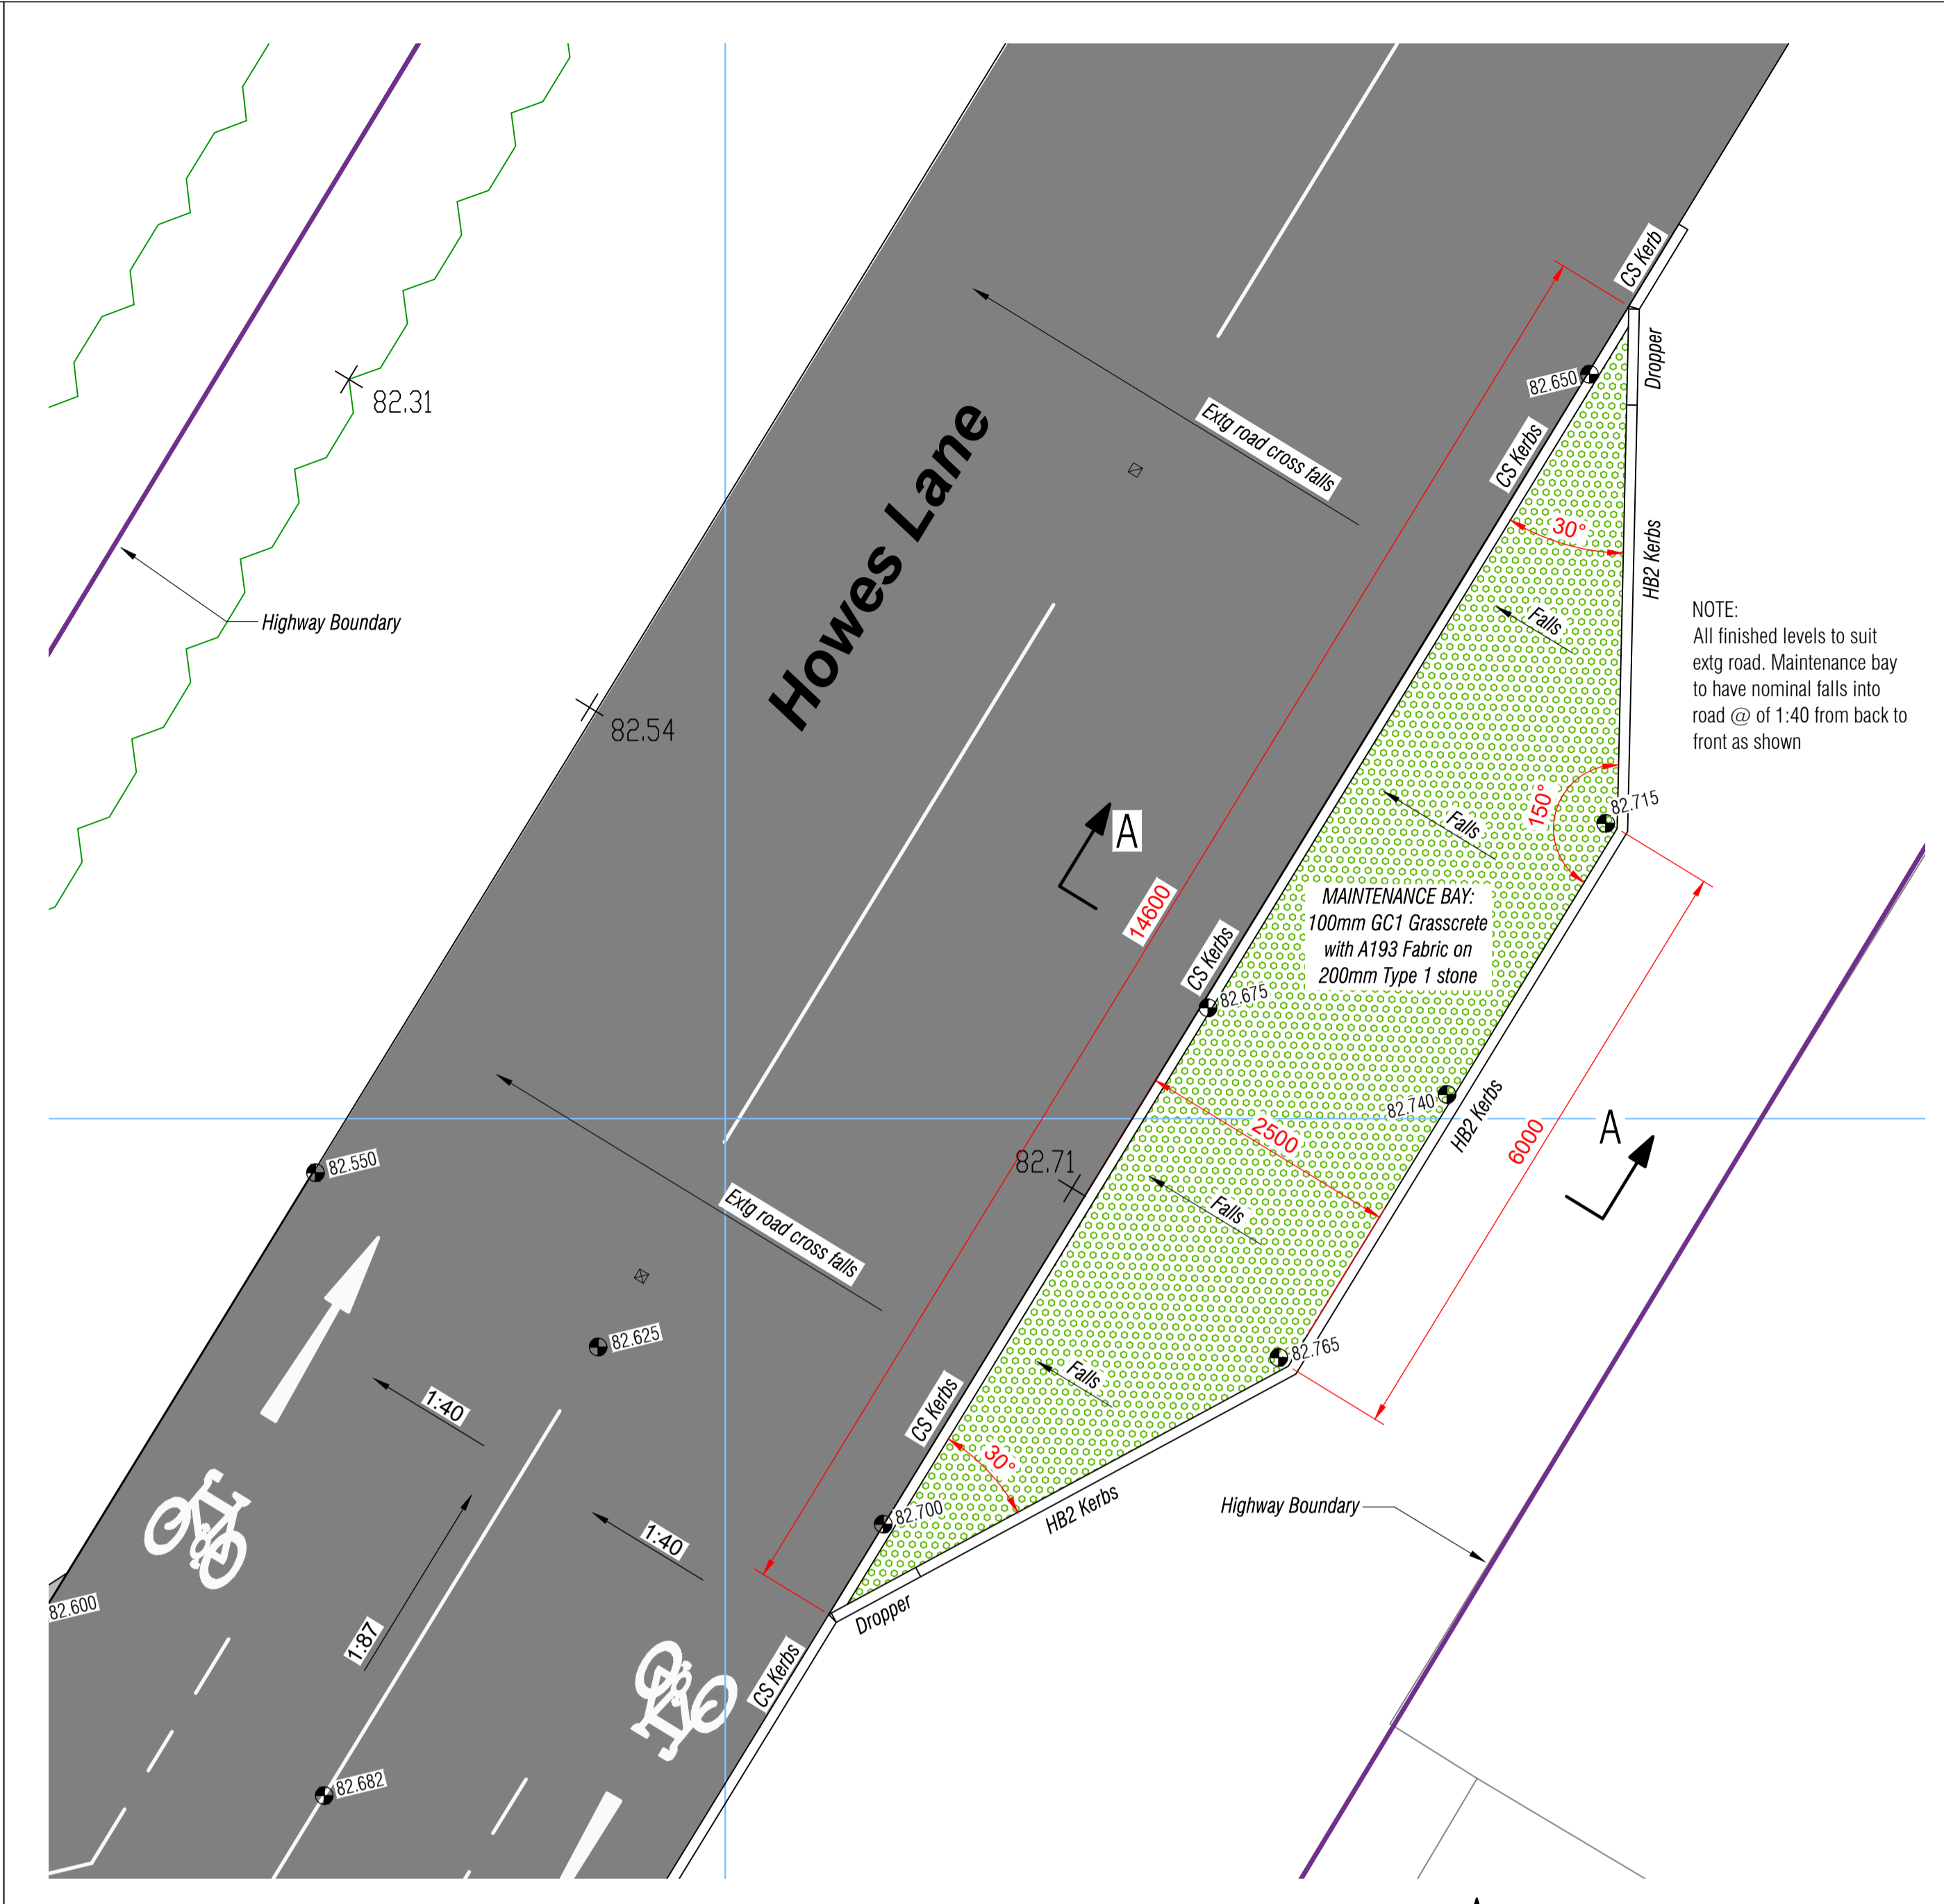 CS Kerb
Dropper
82.650
82.31
Extg road cross falls
CS Kerbs
Howes Lane
30°
HB2 Kerbs
Highway Boundary
Falls
NOTE:
All finished levels to suit
extg road. Maintenance bay
to have nominal falls into
road @ of 1:40 from back to
front as shown
82.54
150°
82.715
A
Falls
14600
MAINTENANCE BAY:
100mm GC1 Grasscrete
with A193 Fabric on
200mm Type 1 stone
CS Kerbs
82.675
82.740
HB2 Kerbs
2500
6000
A
82.71
82.550
Extg road cross falls
Falls
82.625
82.765
1:40
Falls
CS Kerbs
30°
82.700
HB2 Kerbs
Highway Boundary
1:40
82.600
Dropper
1:87
CS Kerbs
82.682